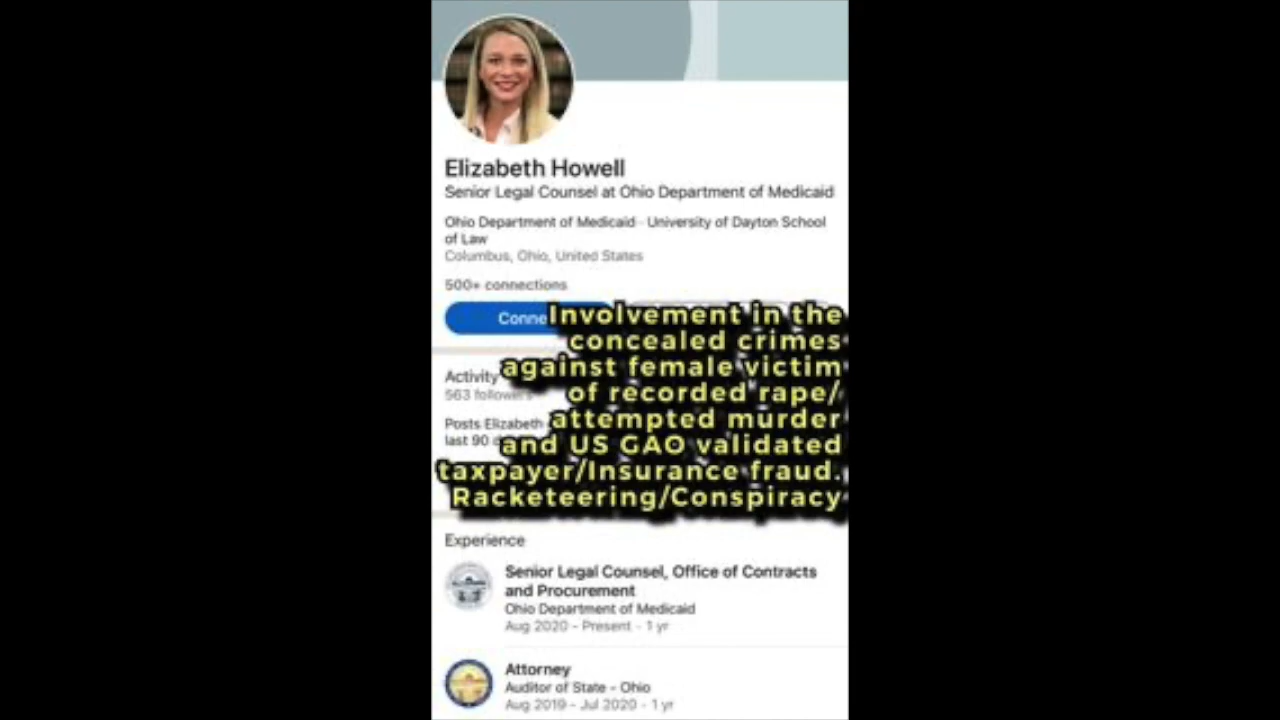 Elizabeth Howell
Senior Legal Counsel at Ohio Department of Medicaid
Ohio Department of Medicaid · University of Dayton School
of Law
Columbus, Ohio, United States
500+ connections
Conne
Involvement in the
concealed crimes
against female victim
of recorded rape/
attempted murder
and US GAO validated
taxpayer/Insurance fraud.
Racketeering/Conspiracy
Activity
563 followers
Posts Elizabeth
last 90
Experience
Senior Legal Counsel, Office of Contracts
and Procurement
Ohio Department of Medicaid
Aug 2020 - Present · 1 yr
Attorney
Auditor of State - Ohio
Aug 2019 - Jul 2020 · 1 yr